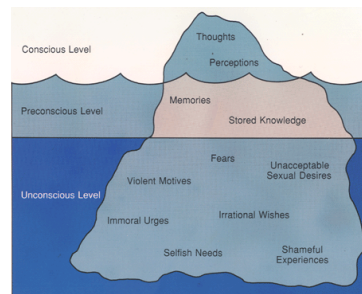 Conscious Level
Thoughts
Perceptions
Preconscious Level
Memories
Stored Knowledge
Unconscious Level
Fears
Unacceptable
Sexual Desires
Violent Motives
Immoral Urges
Irrational Wishes
Selfish Needs
Shameful
Experiences